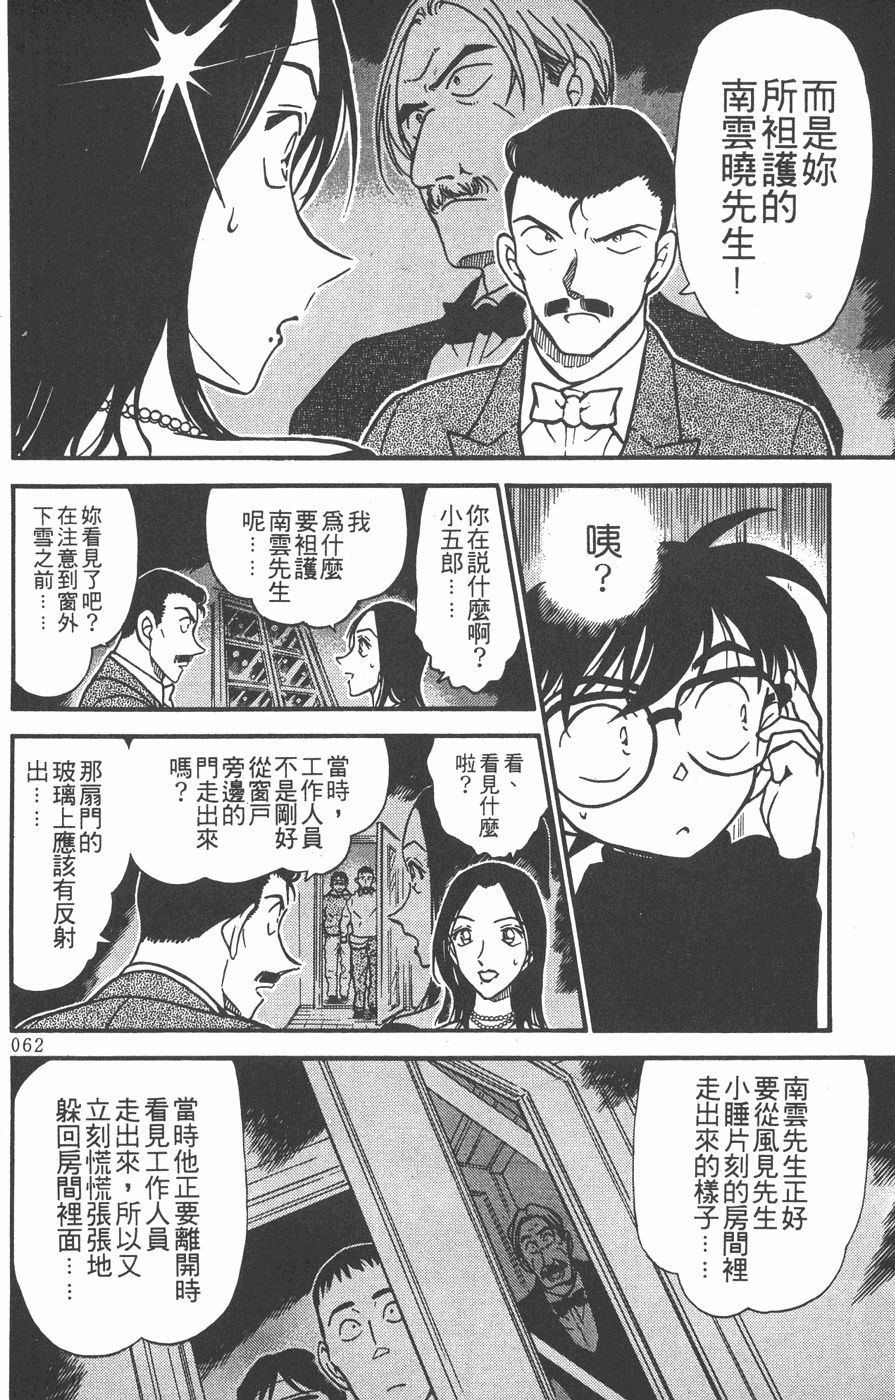 而是妳
所袒護的
南雲曉先生！
咦？
你在説什麼啊？
小五郎……
我
爲什麼
要袒護
南雲先生
呢……
妳看見了吧？
在注意到窗外
下雪之前……
看、
看見什麼
啦？
當時，
工作人員
不是剛好
從窗戸
旁邊的
門走出來
嗎？
那扇門的
玻璃上應該有反射
出……
062
南雲先生正好
要從風見先生
小睡片刻的房間裡
走出來的樣子……
當時他正要離開時
看見工作人員
走出來，所以又
立刻慌慌張張地
躲回房間裡面……